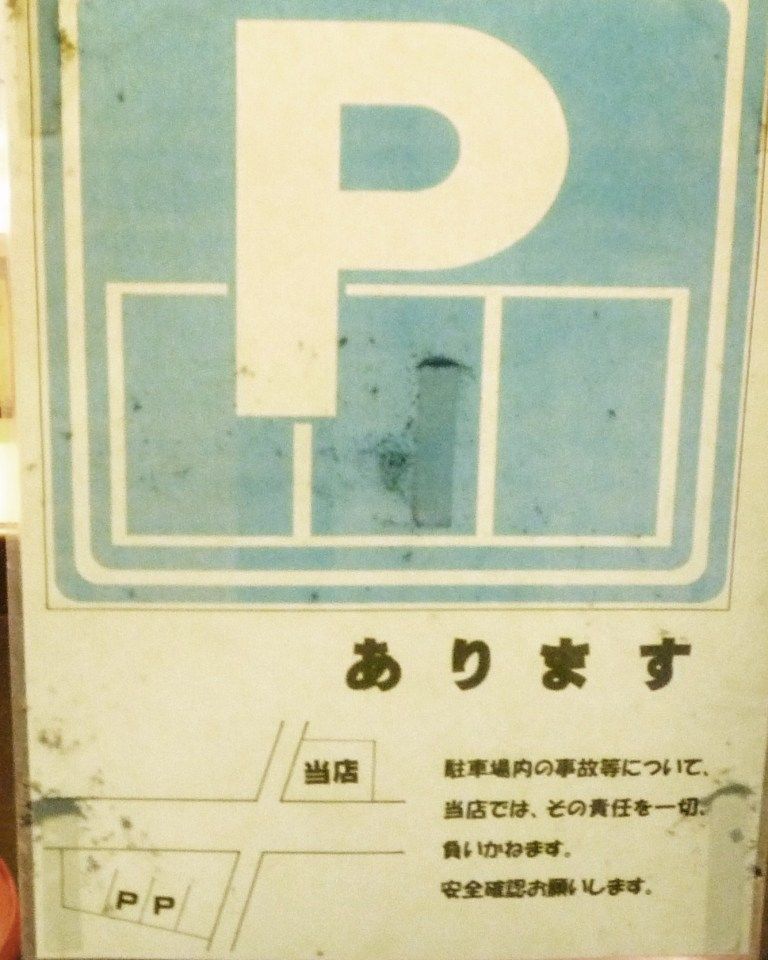 P
あります
当店
駐車場内の事故等について、
当店では、その責任を一切、
負いかねます。
安全確認お願いします。
P P